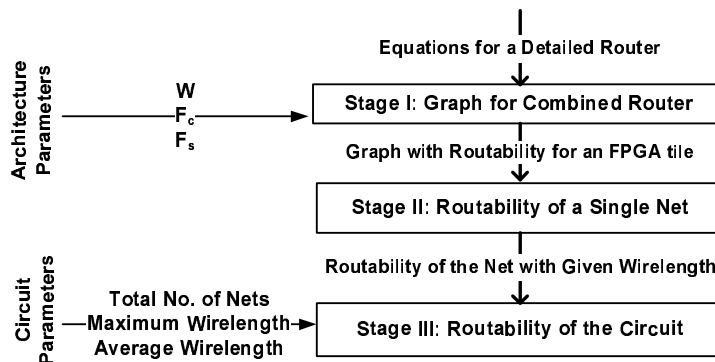 Equations for a Detailed Router
Architecture
Parameters
W
Fc
Fs
Stage I: Graph for Combined Router
Graph with Routability for an FPGA tile
Stage II: Routability of a Single Net
Routability of the Net with Given Wirelength
Circuit
Parameters
Total No. of Nets
Maximum Wirelength
Average Wirelength
Stage III: Routability of the Circuit